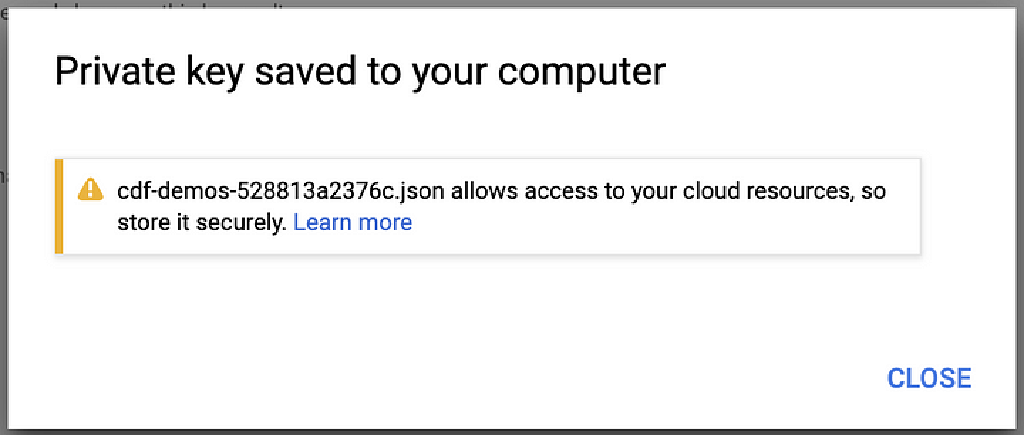 Private key saved to your computer
cdf-demos-528813a2376c.json allows access to your cloud resources, so
store it securely. Learn more
CLOSE